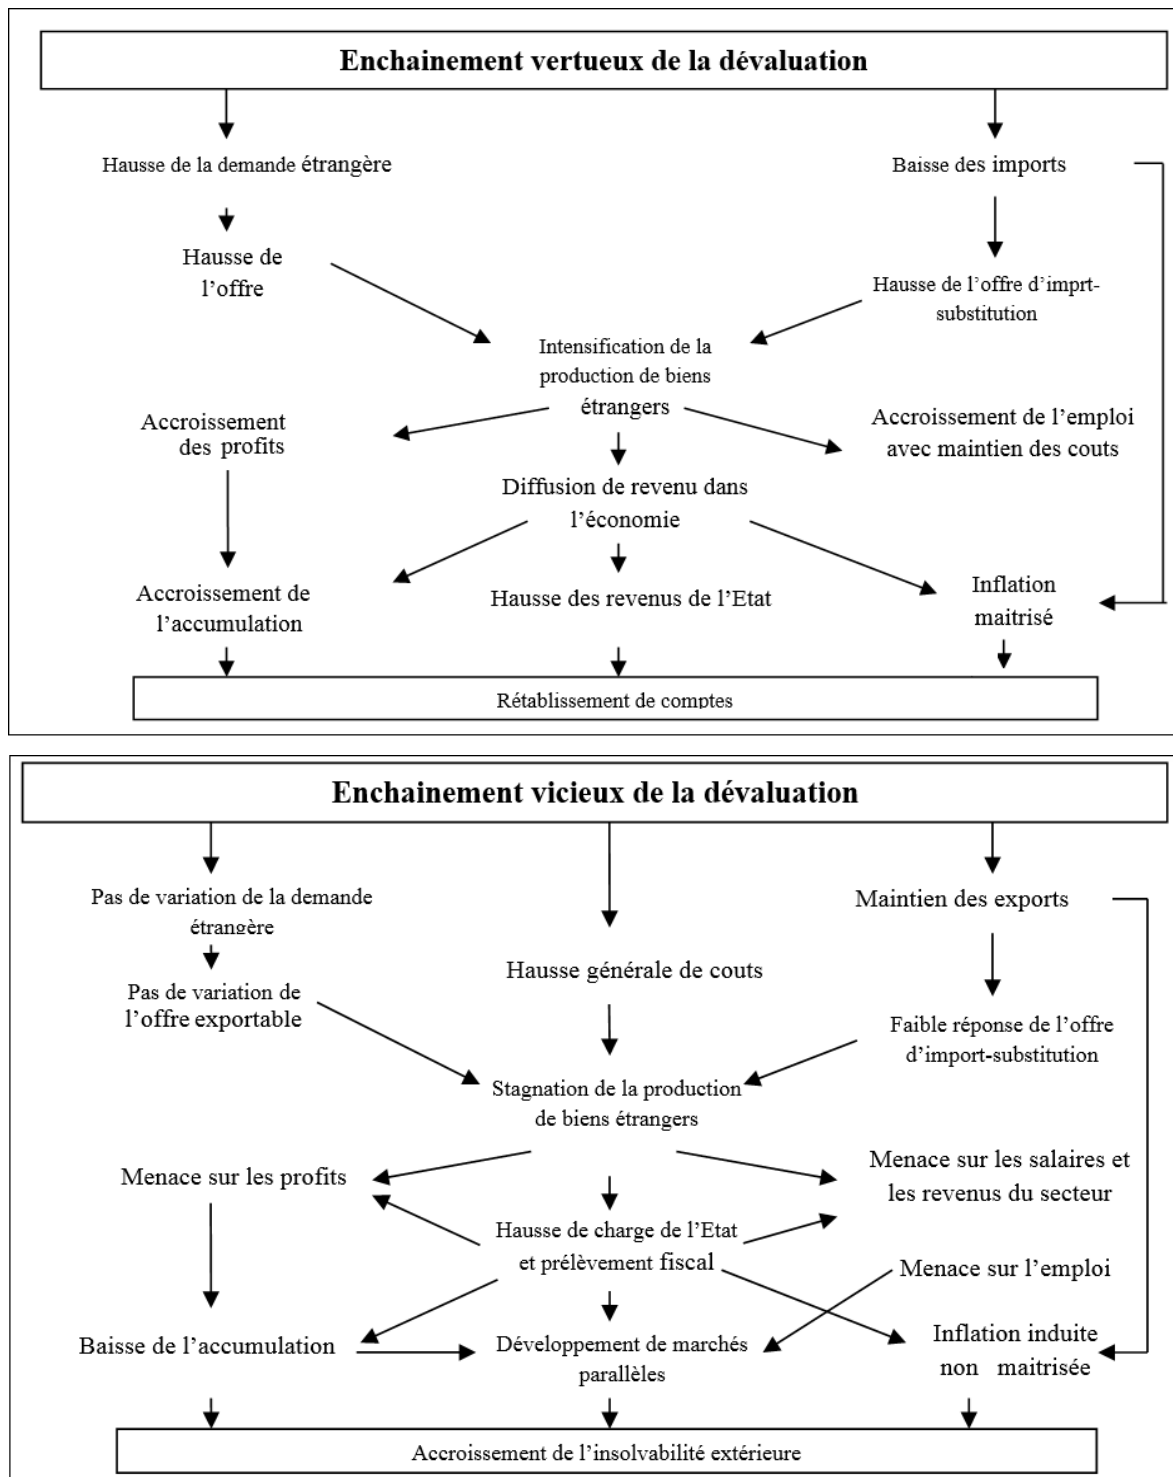 Enchainement vertueux de la dévaluation
Hausse de la demande étrangère
Baisse des imports
Hausse de
l’offre
Hausse de l’offre d’imprt-
substitution
Intensification de la
production de biens
étrangers
Accroissement
des profits
Accroissement de l’emploi
avec maintien des couts
Diffusion de revenu dans
l’économie
Accroissement de
l’accumulation
Hausse des revenus de l’Etat
Inflation
maitrisé
Rétablissement de comptes
Enchainement vicieux de la dévaluation
Pas de variation de la demande
étrangère
Maintien des exports
Hausse générale de couts
Pas de variation de
l’offre exportable
Faible réponse de l’offre
d’import-substitution
Stagnation de la production
de biens étrangers
Menace sur les profits
Menace sur les salaires et
les revenus du secteur
Hausse de charge de l’Etat
et prélèvement fiscal
Menace sur l’emploi
Baisse de l’accumulation
Développement de marchés
parallèles
Inflation induite
non maitrisée
Accroissement de l’insolvabilité extérieure